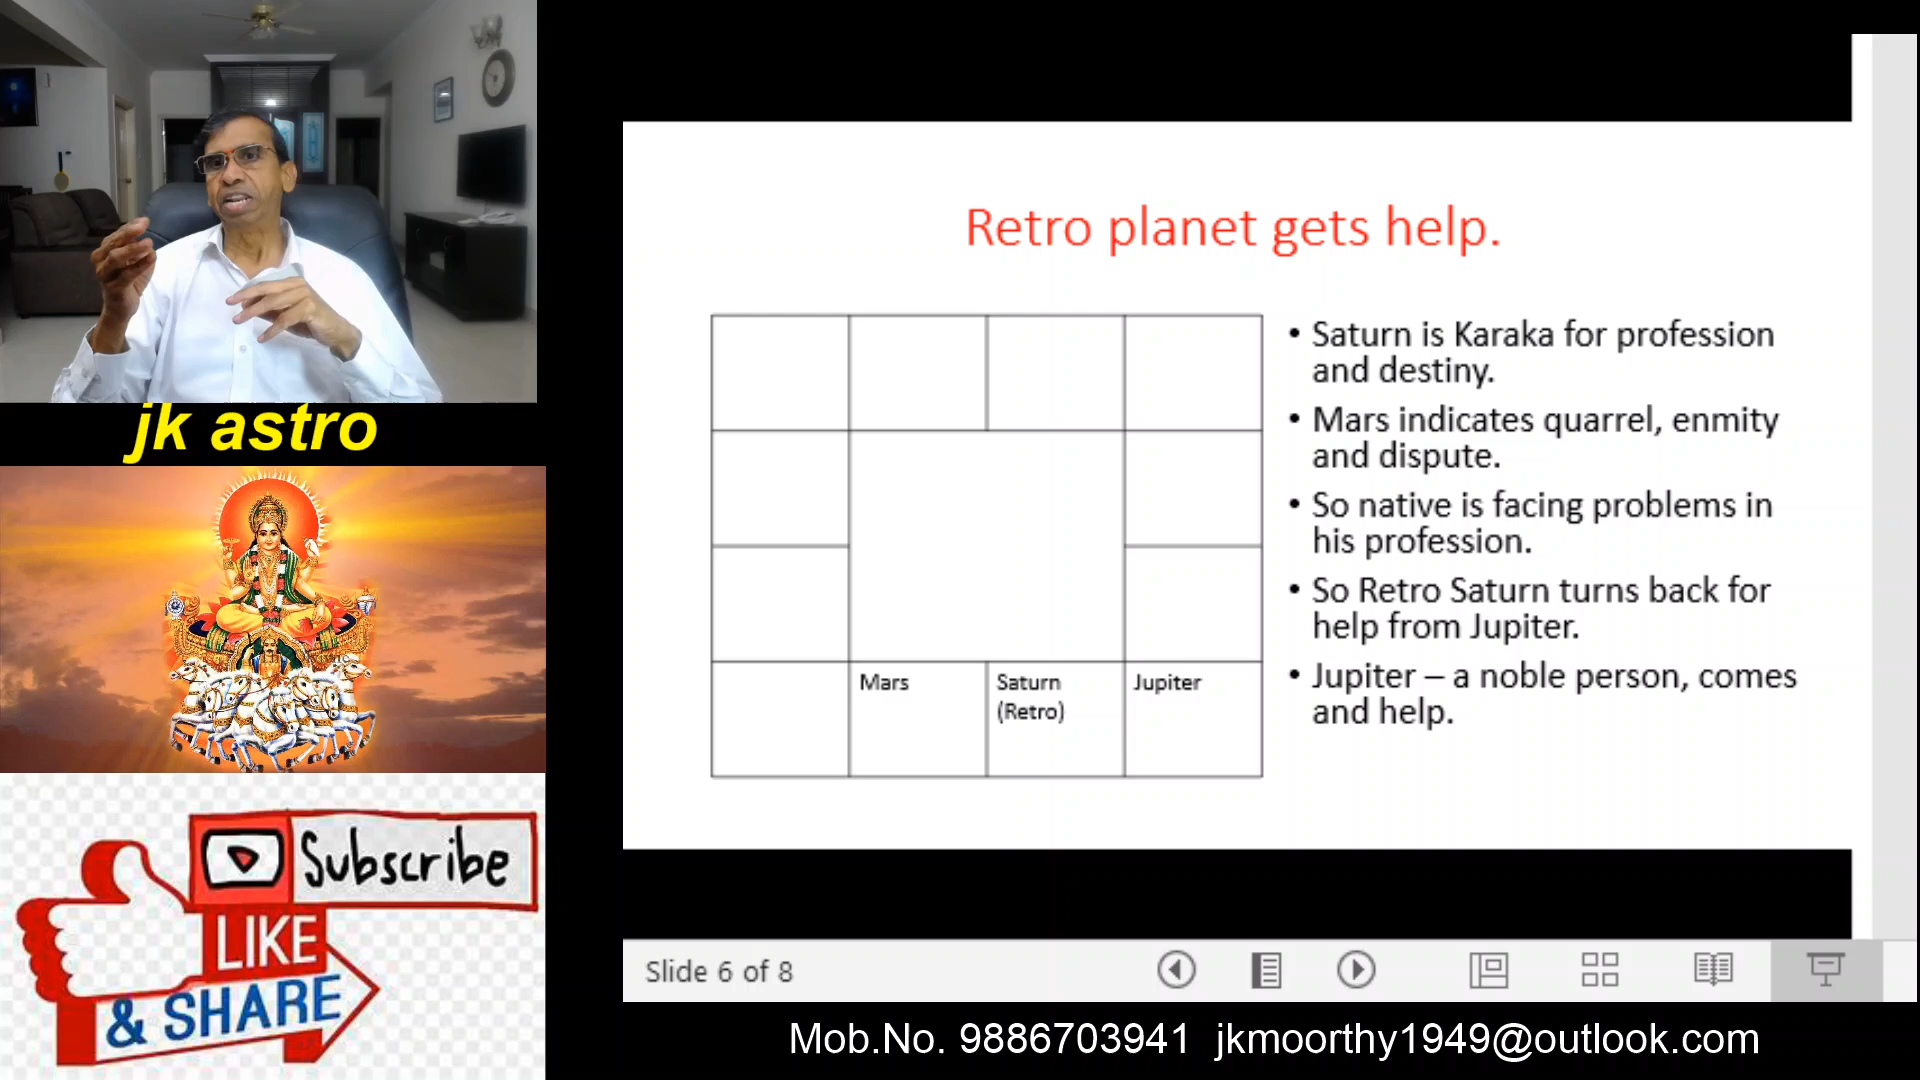 jk astro
Subscribe
LIKE
& SHARE
Retro planet gets help.
Mars
Saturn
(Retro)
Jupiter
• Saturn is Karaka for profession
and destiny.
• Mars indicates quarrel, enmity
and dispute.
• So native is facing problems in
his profession.
• So Retro Saturn turns back for
help from Jupiter.
• Jupiter – a noble person, comes
and help.
Slide 6 of 8
Mob.No. 9886703941 jkmoorthy1949@outlook.com